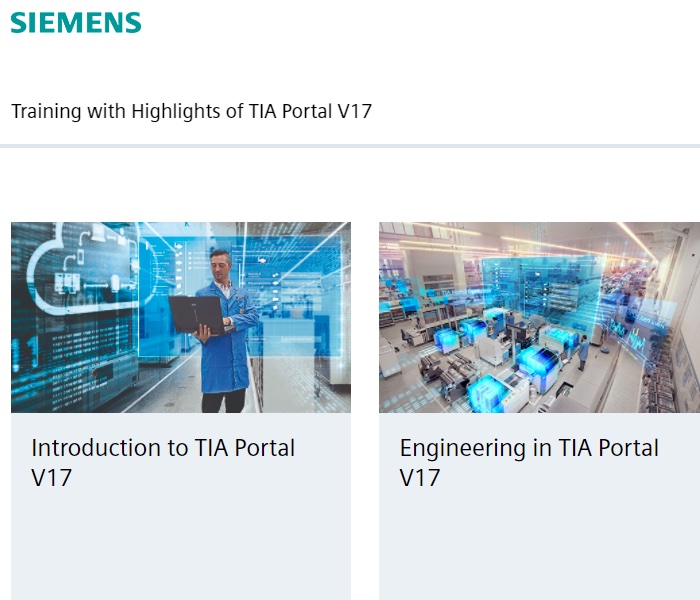 SIEMENS
Training with Highlights of TIA Portal V17
Introduction to TIA Portal
V17
Engineering in TIA Portal
V17